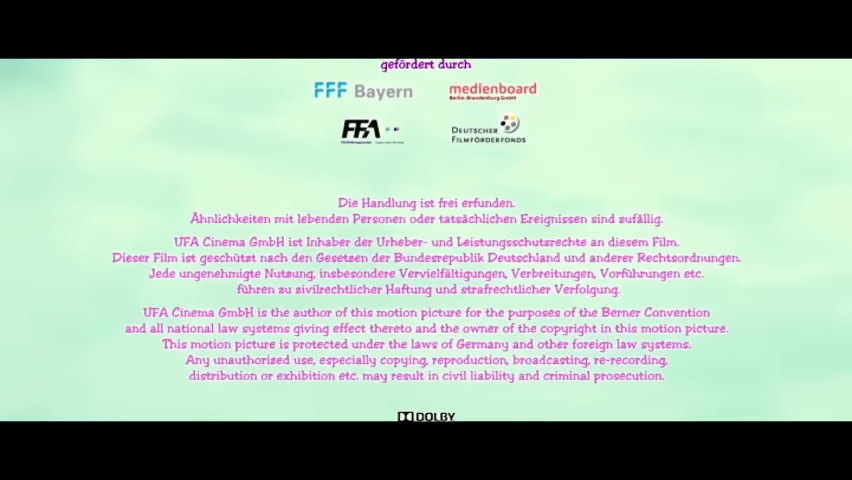 gefördert durch
FFF Bayern
medienboard
Berlin-Brandenburg GmbH
FFA
DEUTSCHER
FILMFÖRDERFONDS
Die Handlung ist frei erfunden.
Ähnlichkeiten mit lebenden Personen oder tatsächlichen Ereignissen sind zufällig.
UFA Cinema GmbH ist Inhaber der Urheber- und Leistungsschutzrechte an diesem Film.
Dieser Film ist geschützt nach den Gesetzen der Bundesrepublik Deutschland und anderer Rechtsordnungen.
Jede ungenehmigte Nutzung, insbesondere Vervielfältigungen, Verbreitungen, Vorführungen etc.
führen zu zivilrechtlicher Haftung und strafrechtlicher Verfolgung.
UFA Cinema GmbH is the author of this motion picture for the purposes of the Berner Convention
and all national law systems giving effect thereto and the owner of the copyright in this motion picture.
This motion picture is protected under the laws of Germany and other foreign law systems.
Any unauthorized use, especially copying, reproduction, broadcasting, re-recording,
distribution or exhibition etc. may result in civil liability and criminal prosecution.
DOLBY